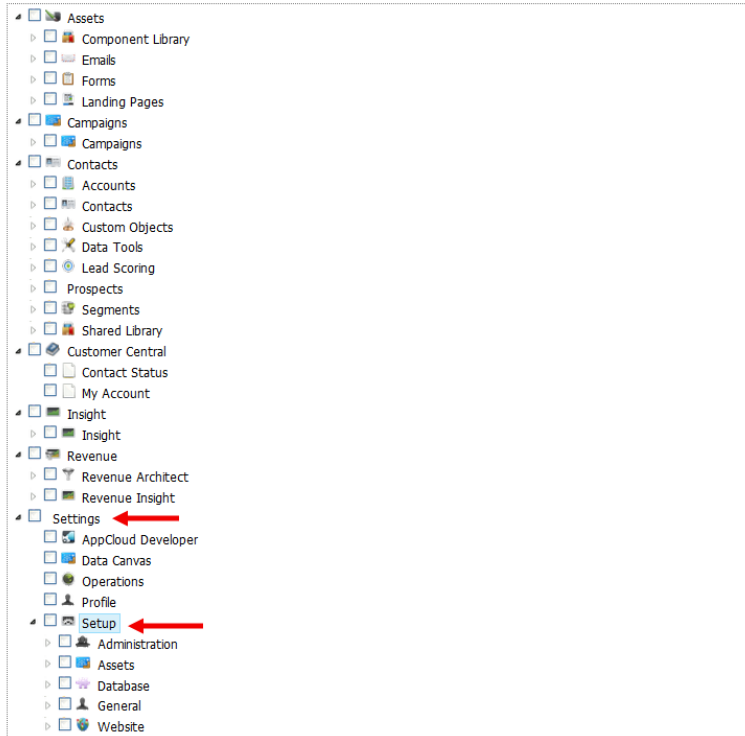 Assets
Component Library
Emails
Forms
Landing Pages
Campaigns
Campaigns
Contacts
Accounts
Contacts
Custom Objects
Data Tools
Lead Scoring
Prospects
Segments
Shared Library
Customer Central
Contact Status
My Account
Insight
Insight
Revenue
Revenue Architect
Revenue Insight
Settings
AppCloud Developer
Data Canvas
Operations
Profile
Setup
Administration
Assets
Database
General
Website